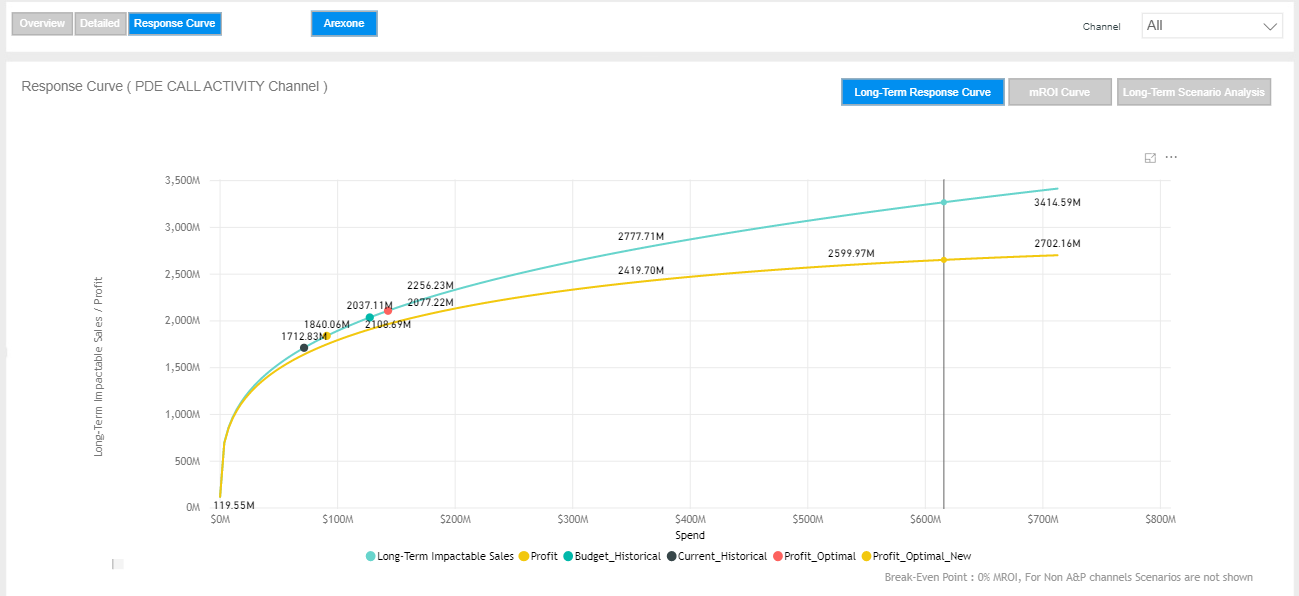 Overview Detailed Response Curve Arexone Channel All
Response Curve ( PDE CALL ACTIVITY Channel )
Long-Term Response Curve mROI Curve Long-Term Scenario Analysis
Long-Term Impactable Sales / Profit
3,500M
3,000M
2,500M
2,000M
1,500M
1,000M
500M
0M
3414.59M
2702.16M
2777.71M
2599.97M
2419.70M
2256.23M
2077.22M
2037.11M
2108.69M
1840.06M
1712.83M
119.55M
$0M $100M $200M $300M $400M $500M $600M $700M $800M
Spend
Long-Term Impactable Sales Profit Budget_Historical Current_Historical Profit_Optimal Profit_Optimal_New
Break-Even Point : 0% MROI, For Non A&P channels Scenarios are not shown